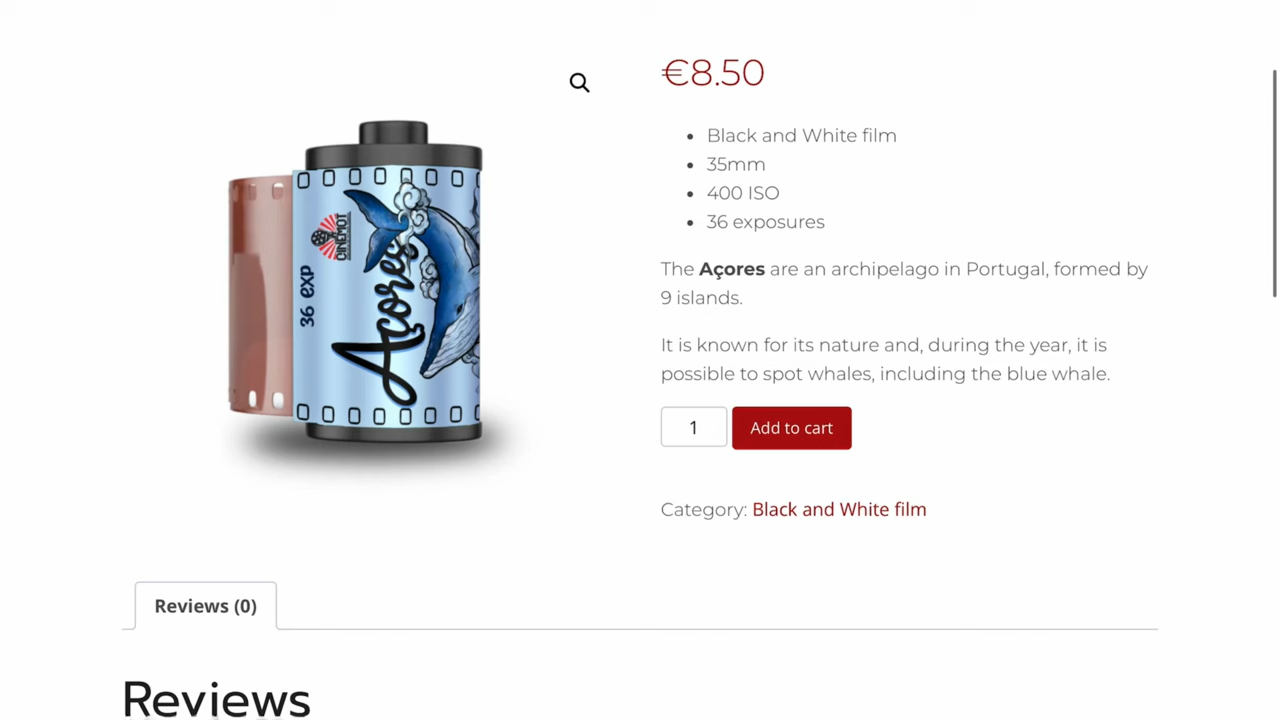 €8.50
Black and White film
35mm
400 ISO
36 exposures
The Açores are an archipelago in Portugal, formed by
9 islands.
It is known for its nature and, during the year, it is
possible to spot whales, including the blue whale.
1
Add to cart
Category: Black and White film
36 exp
CINEMOT
Açores
Reviews (0)
Reviews